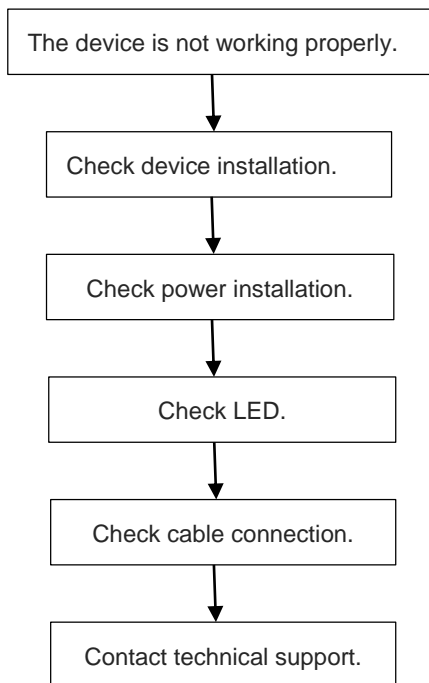 The device is not working properly.
Check device installation.
Check power installation.
Check LED.
Check cable connection.
Contact technical support.